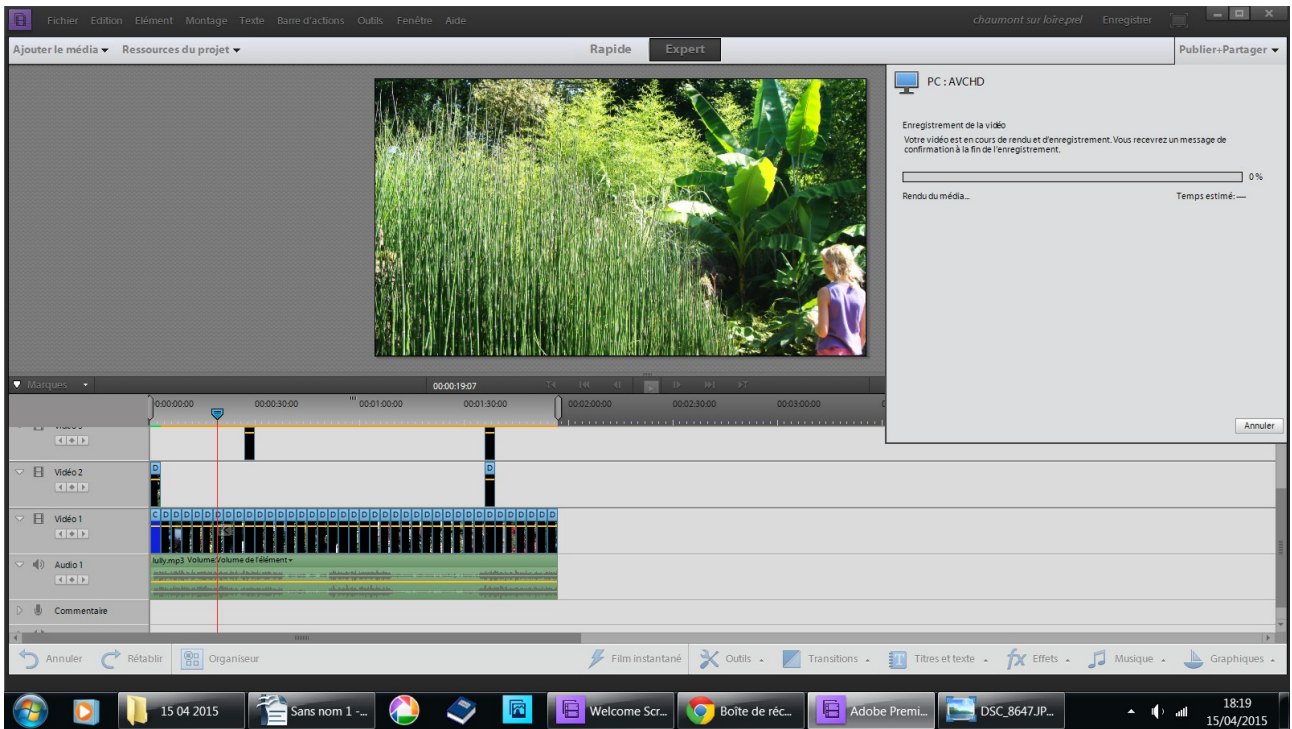 Fichier Edition Elément Montage Texte Barre d'actions Outils Fenêtre Aide chaumont sur loire.prel Enregistrer
Ajouter le média Ressources du projet Rapide Expert Publier+Partager
PC : AVCHD
Enregistrement de la vidéo
Votre vidéo est en cours de rendu et d'enregistrement. Vous recevrez un message de
confirmation à la fin de l'enregistrement.
0 %
Rendu du média... Temps estimé: ---
Annuler
Marques 00:00:19:07
00:00:00:00 00:00:30:00 00:01:00:00 00:01:30:00 00:02:00:00 00:02:30:00 00:03:00:00
Vidéo 2 D D
Vidéo 1 C D D D D D D D D D D D D D D D D D D D D D D D D D D D D D D D D D D D D
Audio 1 lully.mp3 Volume:Volume de l'élément
Commentaire
Annuler Rétablir Organiseur Film instantané Outils Transitions Titres et texte fx Effets Musique Graphiques
15 04 2015 Sans nom 1 -... Welcome Scr... Boîte de réc... Adobe Premi... DSC_8647.JP... 18:19
15/04/2015